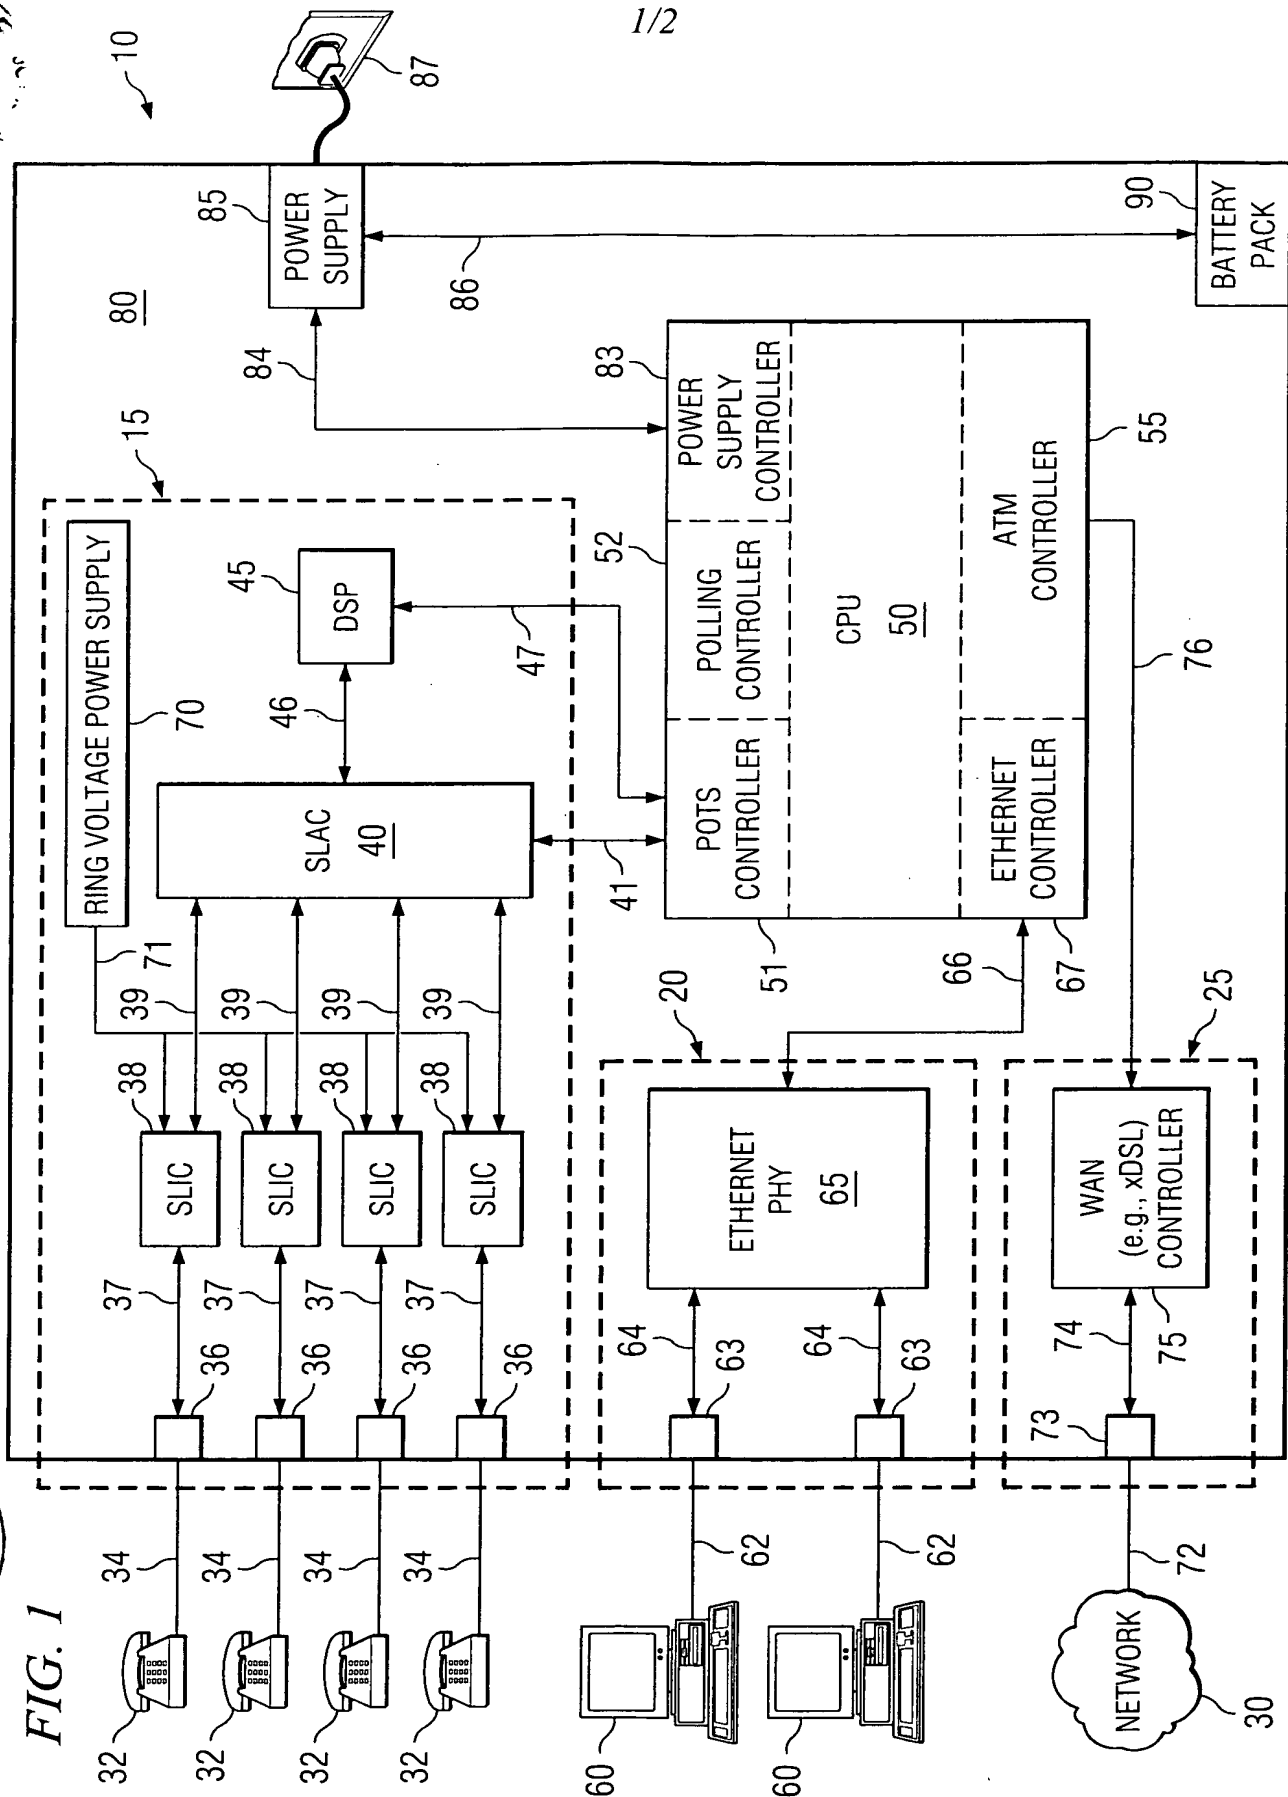 1/2
FIG. 1
10
87
85
POWER
SUPPLY
80
86
90
BATTERY
PACK
84
15
RING VOLTAGE POWER SUPPLY
70
71
45
DSP
46
47
SLAC
40
41
39
39
39
39
38
38
38
38
SLIC
SLIC
SLIC
SLIC
37
37
37
37
36
36
36
36
34
34
34
34
32
32
32
32
83
POWER
SUPPLY
CONTROLLER
52
POLLING
CONTROLLER
POTS
CONTROLLER
51
CPU
50
ATM
CONTROLLER
55
ETHERNET
CONTROLLER
67
66
76
20
ETHERNET
PHY
65
64
64
63
63
62
62
60
60
25
WAN
(e.g., xDSL)
CONTROLLER
75
74
73
72
NETWORK
30